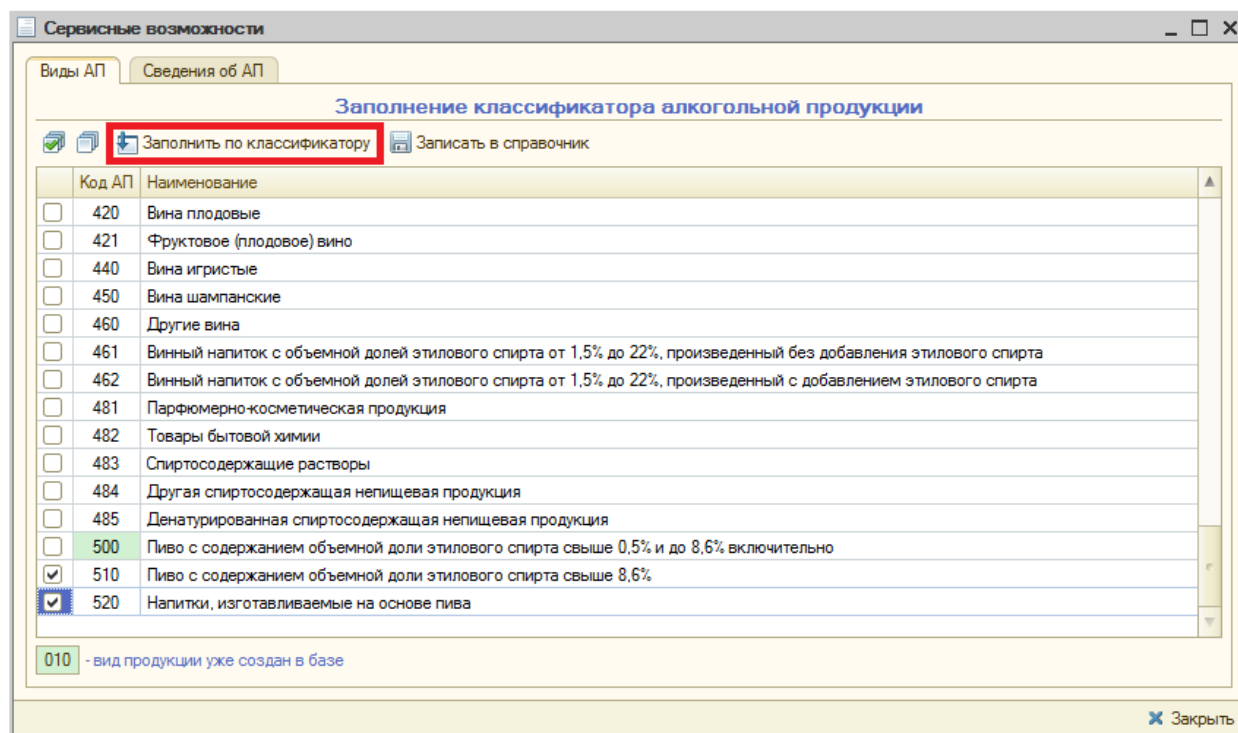 Сервисные возможности
Виды АП Сведения об АП
Заполнение классификатора алкогольной продукции
Заполнить по классификатору Записать в справочник
Код АП Наименование
420 Вина плодовые
421 Фруктовое (плодовое) вино
440 Вина игристые
450 Вина шампанские
460 Другие вина
461 Винный напиток с объемной долей этилового спирта от 1,5% до 22%, произведенный без добавления этилового спирта
462 Винный напиток с объемной долей этилового спирта от 1,5% до 22%, произведенный с добавлением этилового спирта
481 Парфюмерно-косметическая продукция
482 Товары бытовой химии
483 Спиртосодержащие растворы
484 Другая спиртосодержащая непищевая продукция
485 Денатурированная спиртосодержащая непищевая продукция
500 Пиво с содержанием объемной доли этилового спирта свыше 0,5% и до 8,6% включительно
510 Пиво с содержанием объемной доли этилового спирта свыше 8,6%
520 Напитки, изготавливаемые на основе пива
010 - вид продукции уже создан в базе
Закрыть